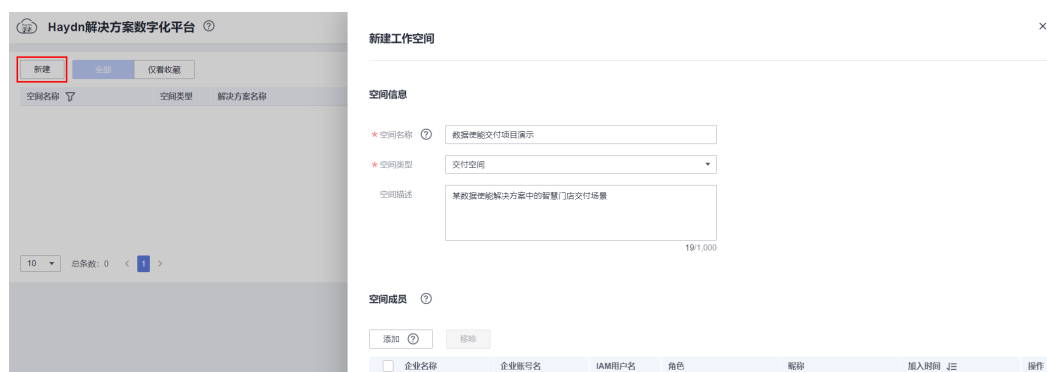 Haydn解决方案数字化平台 ?
新建 全部 仅看收藏
空间名称 空间类型 解决方案名称
10 总条数: 0 < 1 >
新建工作空间 ×
空间信息
* 空间名称 ? 数据使能交付项目演示
* 空间类型 交付空间
空间描述 某数据使能解决方案中的智慧门店交付场景
19/1,000
空间成员 ?
添加 ? 移除
企业名称 企业账号名 IAM用户名 角色 昵称 加入时间 操作